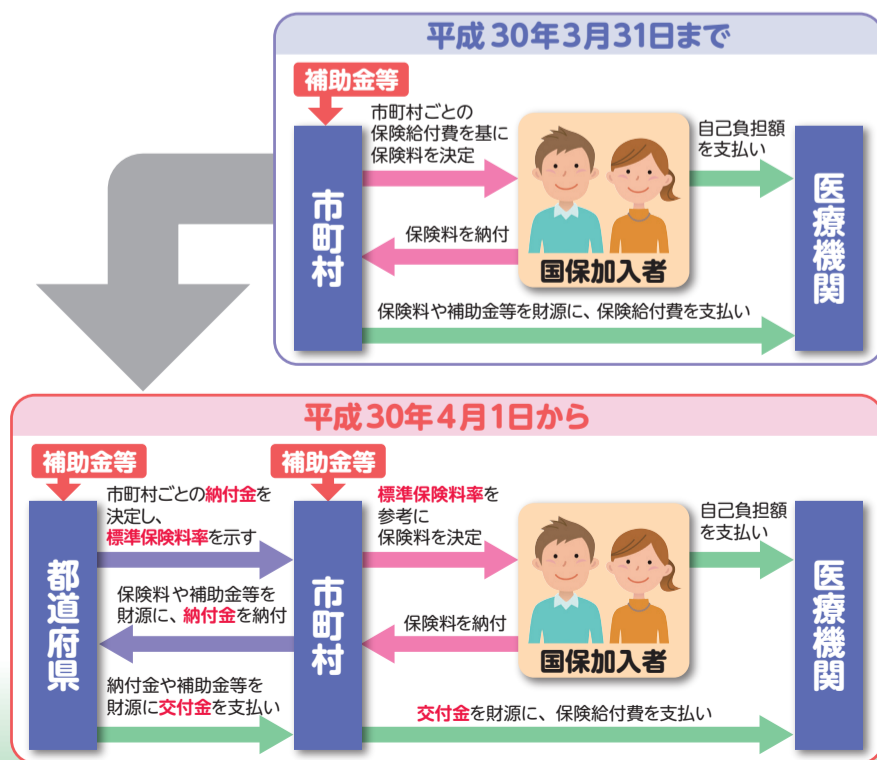 平成30年3月31日まで
補助金等
市町村ごとの
保険給付費を基に
保険料を決定
自己負担額
を支払い
市町村
医療機関
保険料を納付
国保加入者
保険料や補助金等を財源に、保険給付費を支払い
平成30年4月1日から
補助金等
補助金等
市町村ごとの納付金を
決定し、
標準保険料率を示す
標準保険料率を
参考に
保険料を決定
自己負担額
を支払い
都道府県
市町村
医療機関
保険料や補助金等を
財源に、納付金を納付
保険料を納付
国保加入者
納付金や補助金等を
財源に交付金を支払い
交付金を財源に、保険給付費を支払い